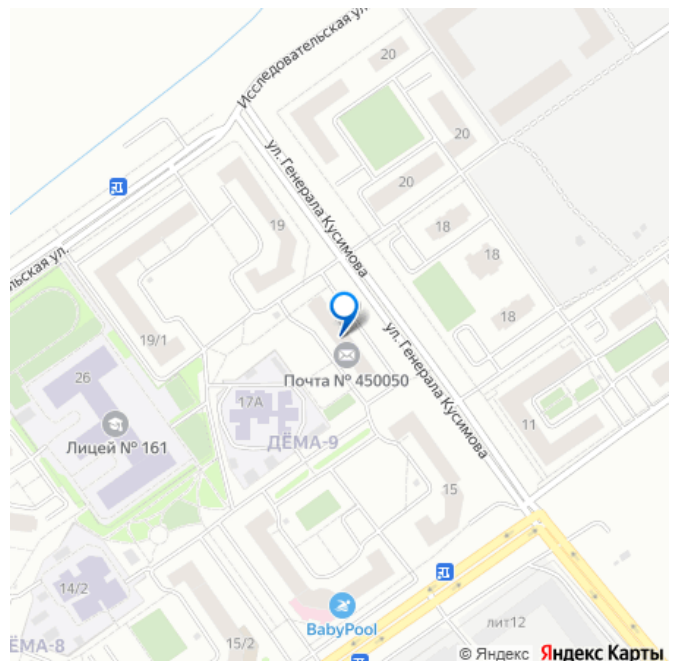 Исследовательская ул.
20
20
20
ул. Генерала Кусимова
18
18
19
льская ул.
19/1
ул. Генерала Кусимова
Почта № 450050
26
17А
Лицей № 161
ДЁМА-9
11
15
14/2
BabyPool
лит12
ЁМА-8
15/2
© Яндекс Яндекс Карты